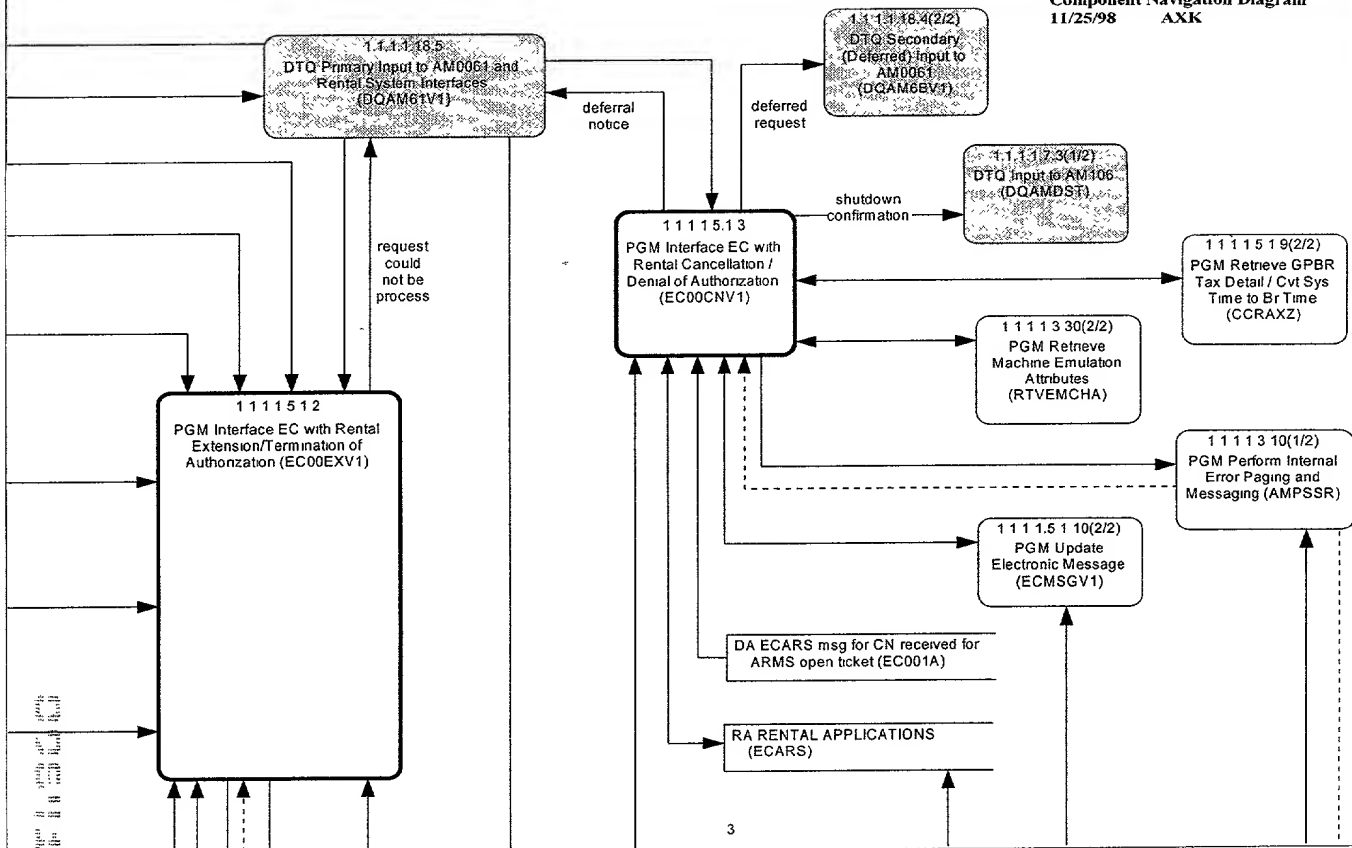 Component Navigation Diagram
11/25/98 AXK
1.1.1.1.18.5
DTQ Primary Input to AM0061 and
Rental System Interfaces
(DQAM61V1)
1.1.1.1.18.4(2/2)
DTQ Secondary
(Deferred) Input to
AM0061
(DQAM6BV1)
deferral
notice
deferred
request
1.1.1.1.7.3(1/2)
DTQ Input to AM106
(DQAMDST)
shutdown
confirmation
1 1 1 1 5.1 3
PGM Interface EC with
Rental Cancellation /
Denial of Authorization
(EC00CNV1)
request
could
not be
process
1 1 1 1 5 1 9(2/2)
PGM Retrieve GPBR
Tax Detail / Cvt Sys
Time to Br Time
(CCRAXZ)
1 1 1 1 3 30(2/2)
PGM Retrieve
Machine Emulation
Attributes
(RTVEMCHA)
1 1 1 1 5 1 2
PGM Interface EC with Rental
Extension/Termination of
Authorization (EC00EXV1)
1 1 1 1 3 10(1/2)
PGM Perform Internal
Error Paging and
Messaging (AMPSSR)
1 1 1 1.5 1 10(2/2)
PGM Update
Electronic Message
(ECMSGV1)
DA ECARS msg for CN received for
ARMS open ticket (EC001A)
RA RENTAL APPLICATIONS
(ECARS)
3